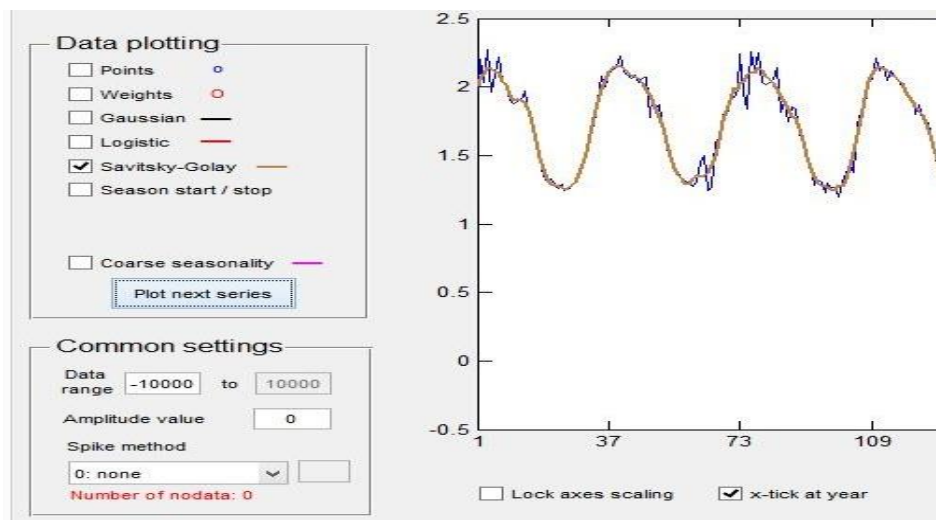 Data plotting
Points
Weights
Gaussian
Logistic
Savitsky-Golay
Season start / stop
Coarse seasonality
Plot next series
Common settings
Data range -10000 to 10000
Amplitude value 0
Spike method
0: none
Number of nodata: 0
2.5
2
1.5
1
0.5
0
-0.5
1 37 73 109
Lock axes scaling x-tick at year